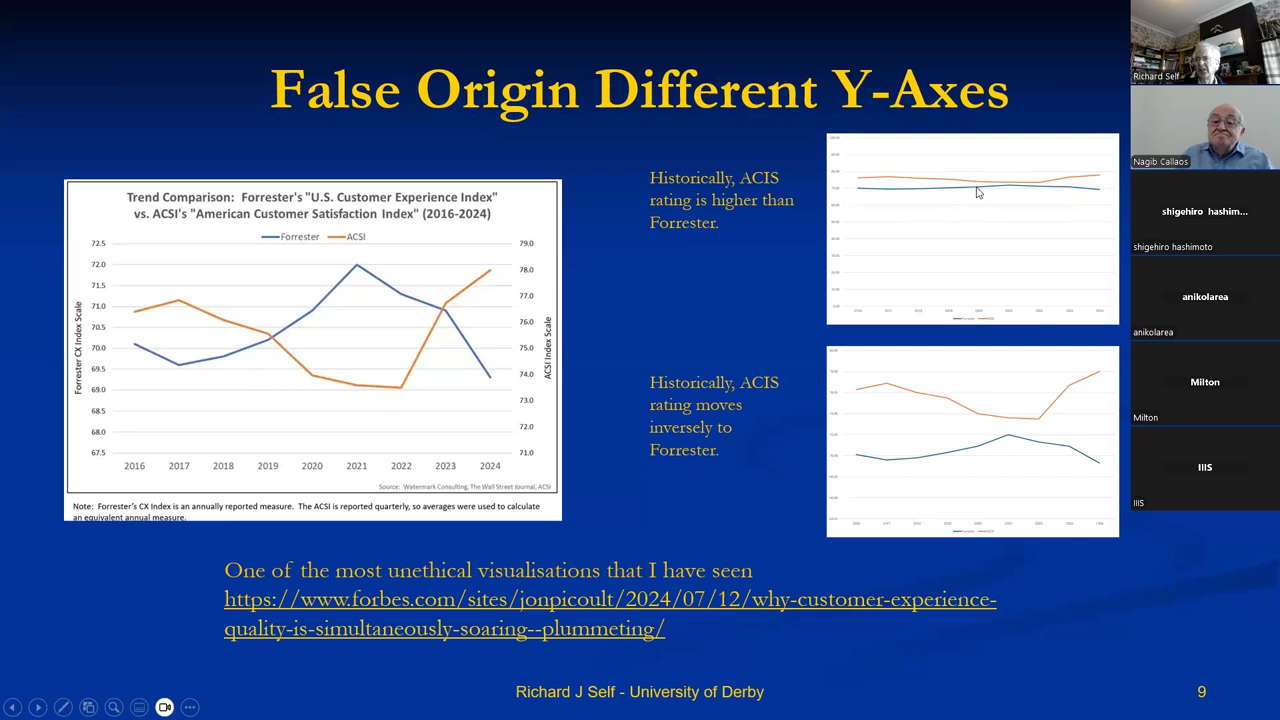 False Origin Different Y-Axes
Trend Comparison: Forrester's "U.S. Customer Experience Index"
vs. ACSI's "American Customer Satisfaction Index" (2016-2024)
Forrester ACSI
72.5
72.0
71.5
71.0
70.5
70.0
69.5
69.0
68.5
68.0
67.5
Forrester CX Index Scale
79.0
78.0
77.0
76.0
75.0
74.0
73.0
72.0
71.0
ACSI Index Scale
2016 2017 2018 2019 2020 2021 2022 2023 2024
Source: Watermark Consulting, The Wall Street Journal, ACSI
Note: Forrester's CX Index is an annually reported measure. The ACSI is reported quarterly, so averages were used to calculate
an equivalent annual measure.
Historically, ACIS
rating is higher than
Forrester.
Historically, ACIS
rating moves
inversely to
Forrester.
One of the most unethical visualisations that I have seen
https://www.forbes.com/sites/jonpicoult/2024/07/12/why-customer-experience-
quality-is-simultaneously-soaring--plummeting/
Richard J Self - University of Derby
9
Richard Self
Nagib Callaos
shigehiro hashim...
shigehiro hashimoto
anikolarea
anikolarea
Milton
Milton
IIIS
IIIS